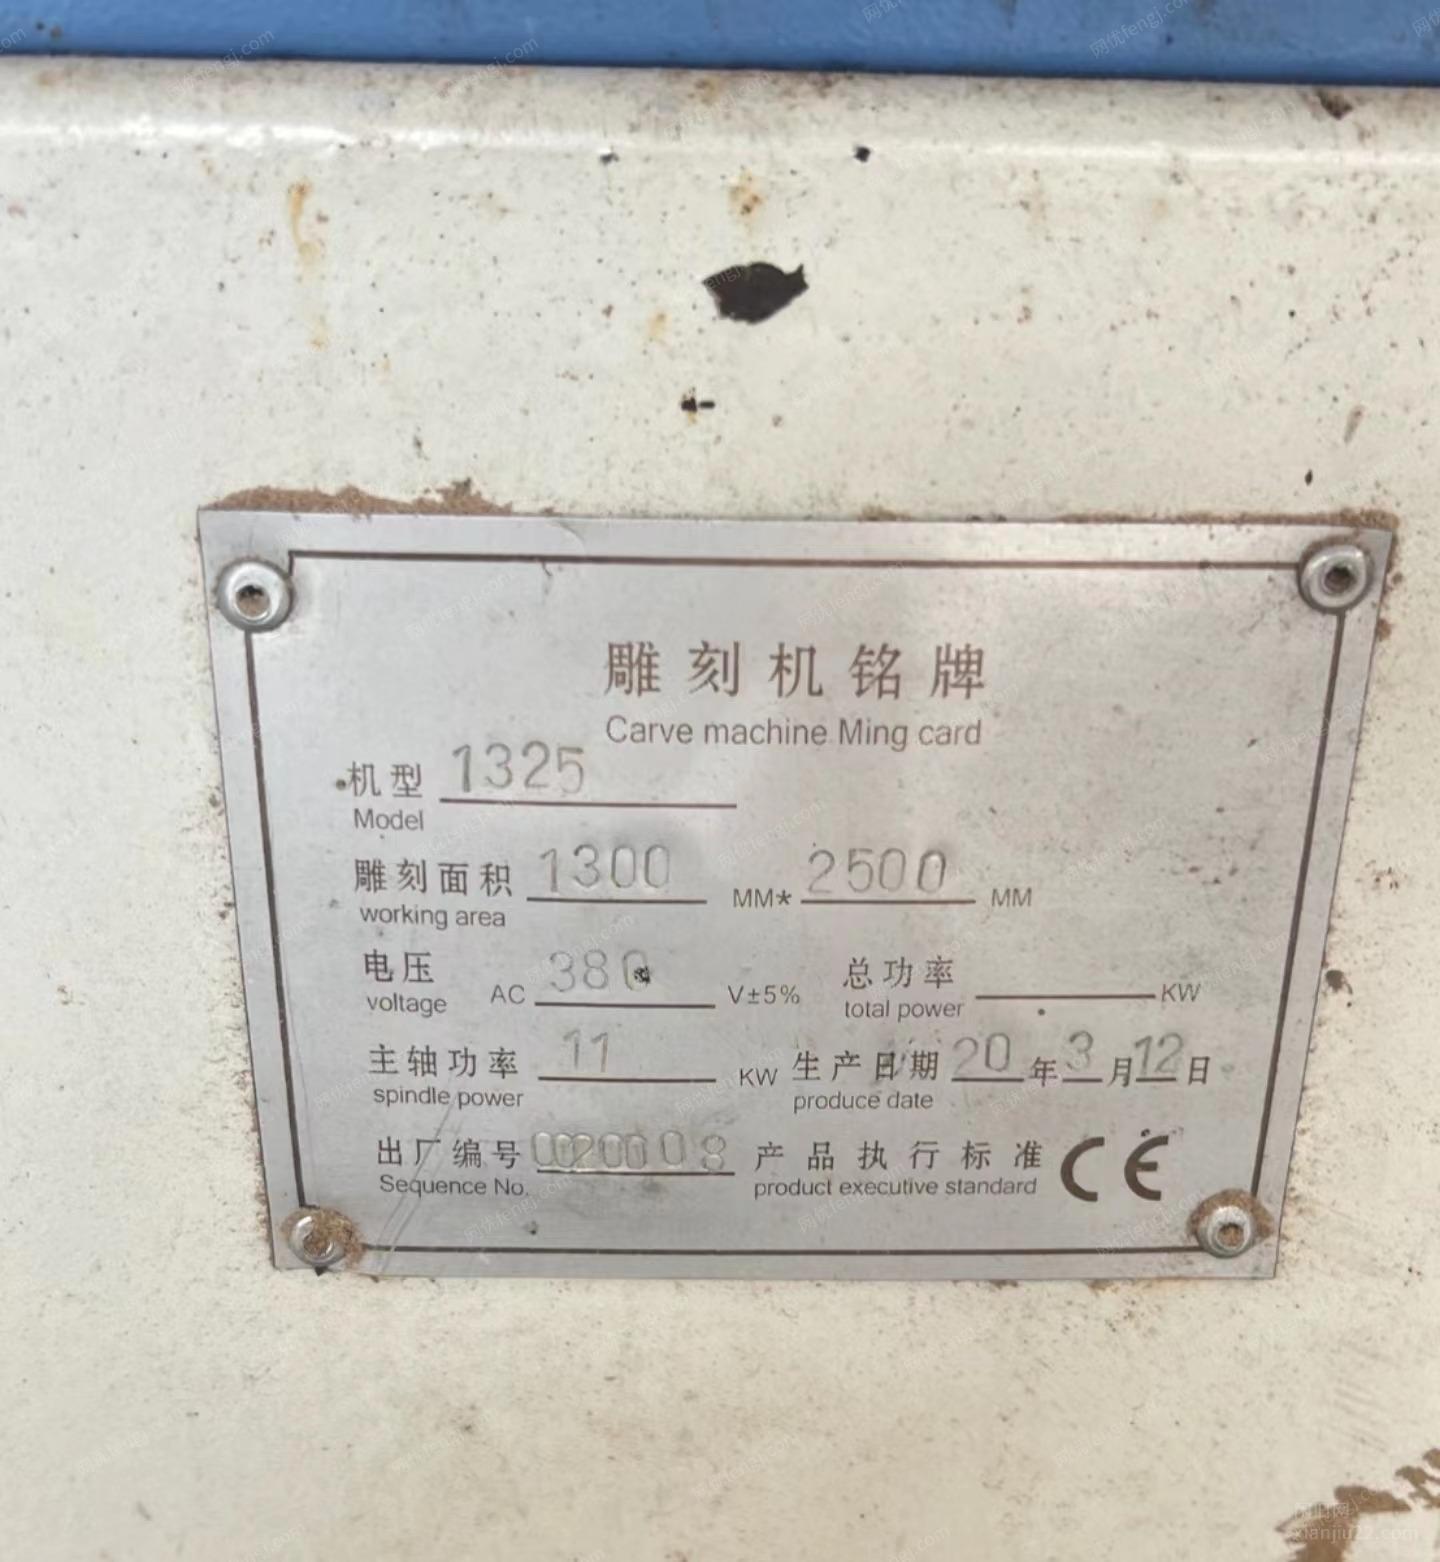 雕刻机铭牌
Carve machine Ming card
机型 1325
Model
雕刻面积 1300 MM* 2500 MM
working area
电压 AC 380 V±5% 总功率 KW
voltage total power
主轴功率 11 KW 生产日期 20 年 3 月 12 日
spindle power produce date
出厂编号 产品执行标准 CE
Sequence No. product executive standard
xianjiu22.com